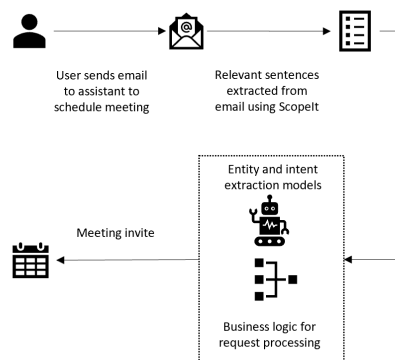 @
User sends email
to assistant to
schedule meeting
Relevant sentences
extracted from
email using ScopeIt
Entity and intent
extraction models
Meeting invite
Business logic for
request processing